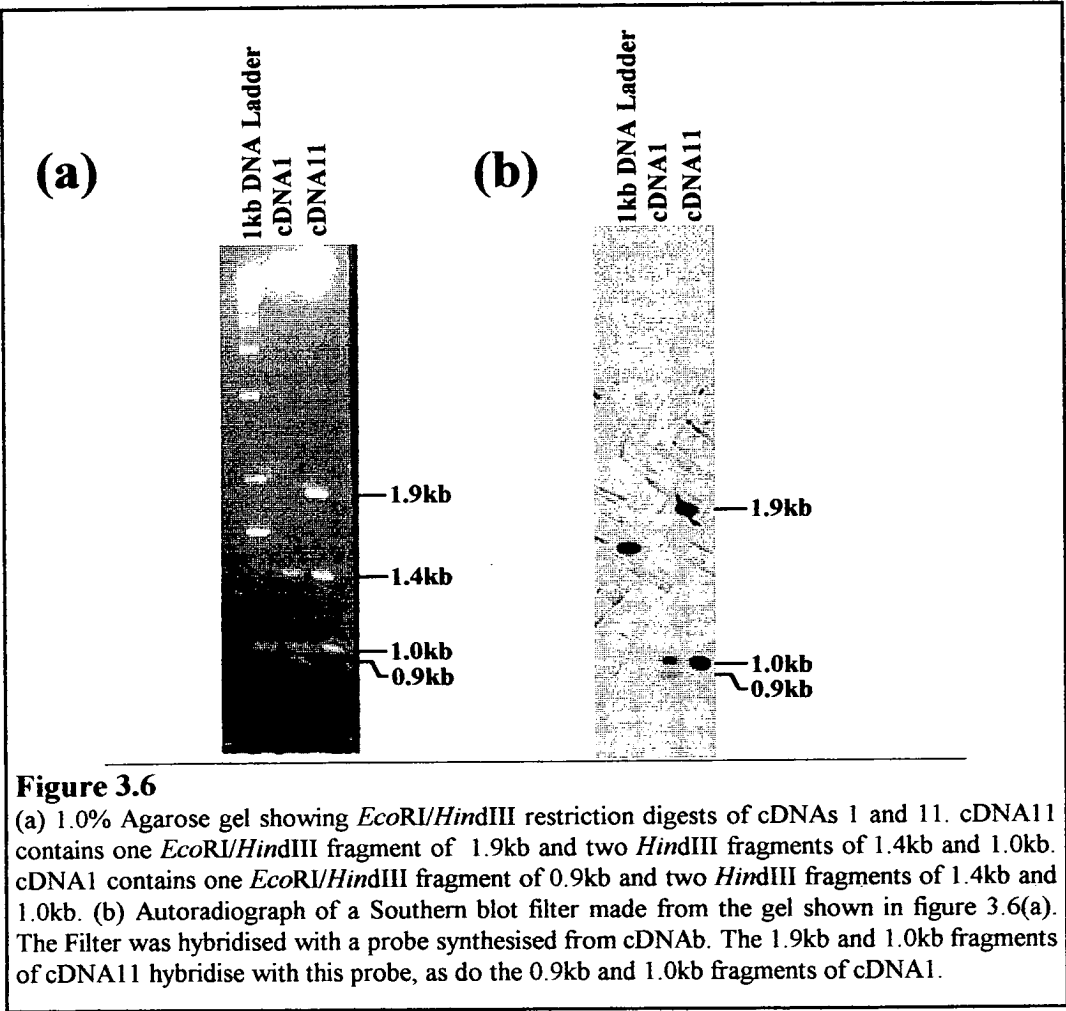 (a)
1kb DNA Ladder
cDNA1
cDNA11
1.9kb
1.4kb
1.0kb
0.9kb
(b)
1kb DNA Ladder
cDNA1
cDNA11
1.9kb
1.0kb
0.9kb
Figure 3.6
(a) 1.0% Agarose gel showing EcoRI/HindIII restriction digests of cDNAs 1 and 11. cDNA11
contains one EcoRI/HindIII fragment of 1.9kb and two HindIII fragments of 1.4kb and 1.0kb.
cDNA1 contains one EcoRI/HindIII fragment of 0.9kb and two HindIII fragments of 1.4kb and
1.0kb. (b) Autoradiograph of a Southern blot filter made from the gel shown in figure 3.6(a).
The Filter was hybridised with a probe synthesised from cDNAb. The 1.9kb and 1.0kb fragments
of cDNA11 hybridise with this probe, as do the 0.9kb and 1.0kb fragments of cDNA1.